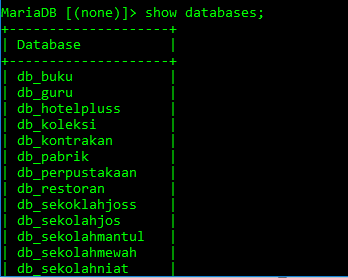 MariaDB [(none)]> show databases;
+--------------------+
| Database           |
+--------------------+
| db_buku            |
| db_guru            |
| db_hotelpluss      |
| db_koleksi         |
| db_kontrakan       |
| db_pabrik          |
| db_perpustakaan    |
| db_restoran        |
| db_sekoklahjoss    |
| db_sekolahjos      |
| db_sekolahmantul   |
| db_sekolahmewah    |
| db_sekolahniat     |